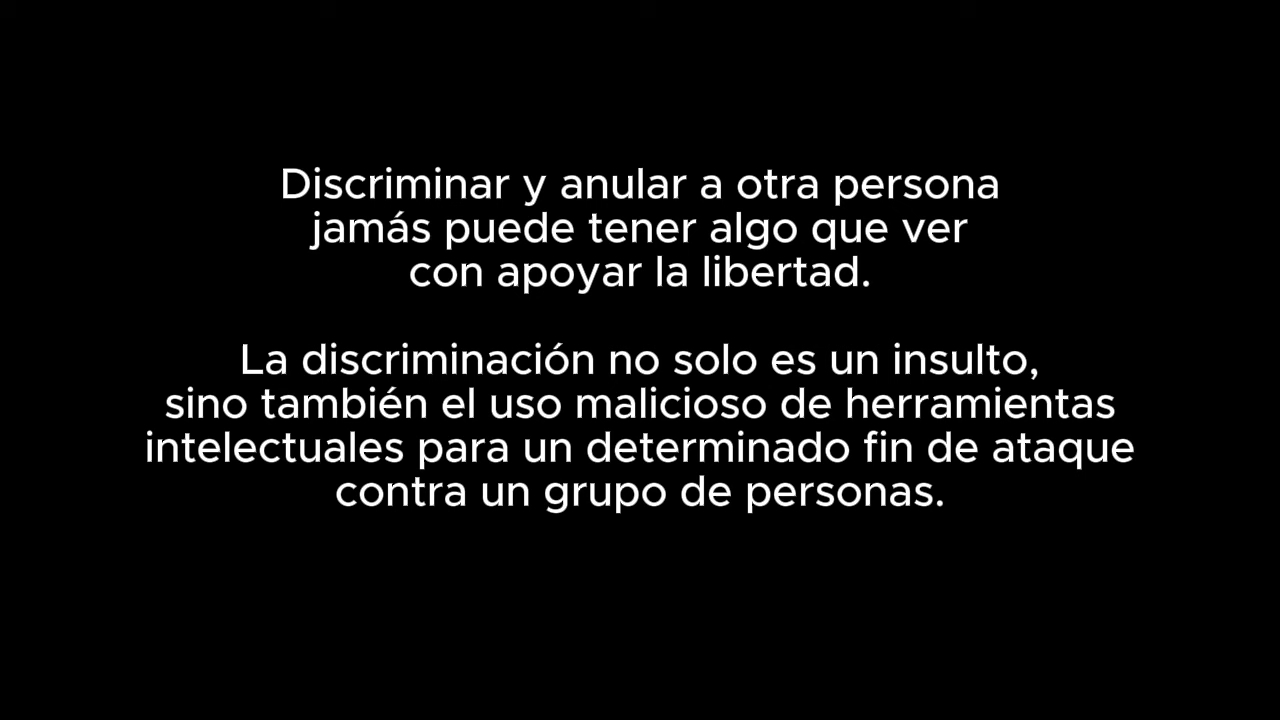 Discriminar y anular a otra persona
jamás puede tener algo que ver
con apoyar la libertad.
La discriminación no solo es un insulto,
sino también el uso malicioso de herramientas
intelectuales para un determinado fin de ataque
contra un grupo de personas.